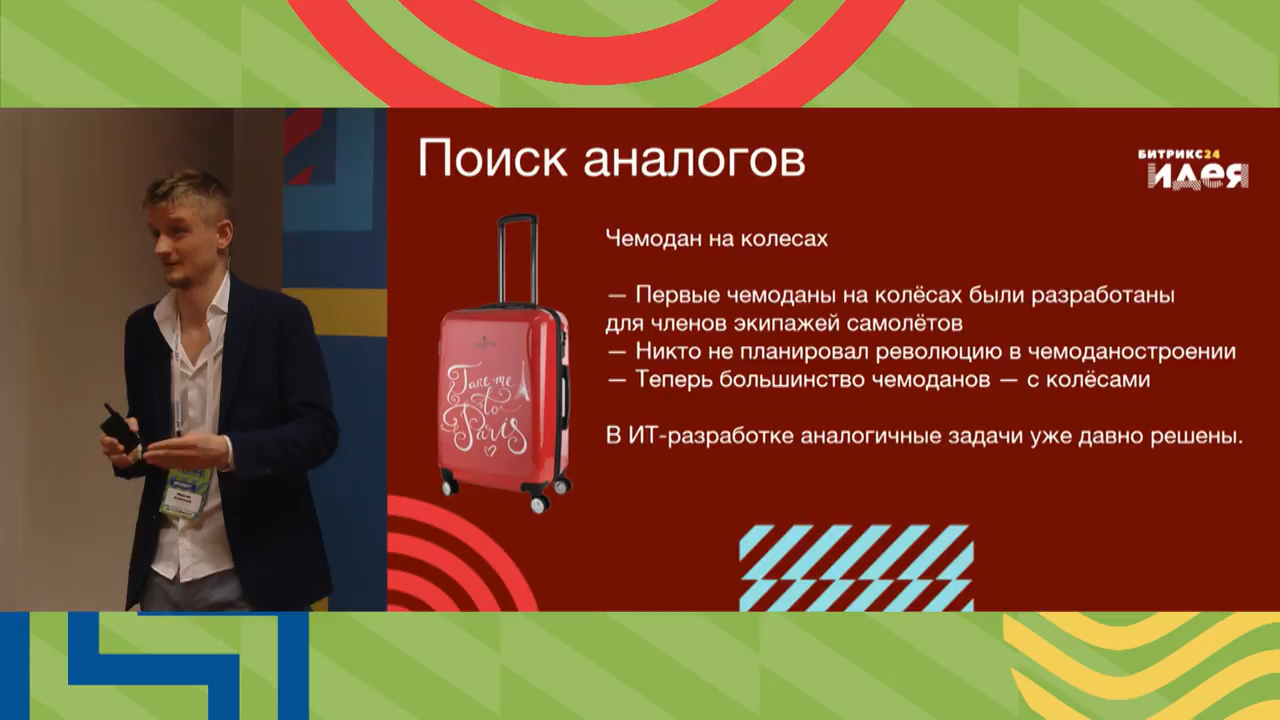 Поиск аналогов
БИТРИКС24
идея
Чемодан на колесах
— Первые чемоданы на колёсах были разработаны
для членов экипажей самолётов
— Никто не планировал революцию в чемоданостроении
— Теперь большинство чемоданов — с колёсами
В ИТ-разработке аналогичные задачи уже давно решены.
Take me
to
Paris